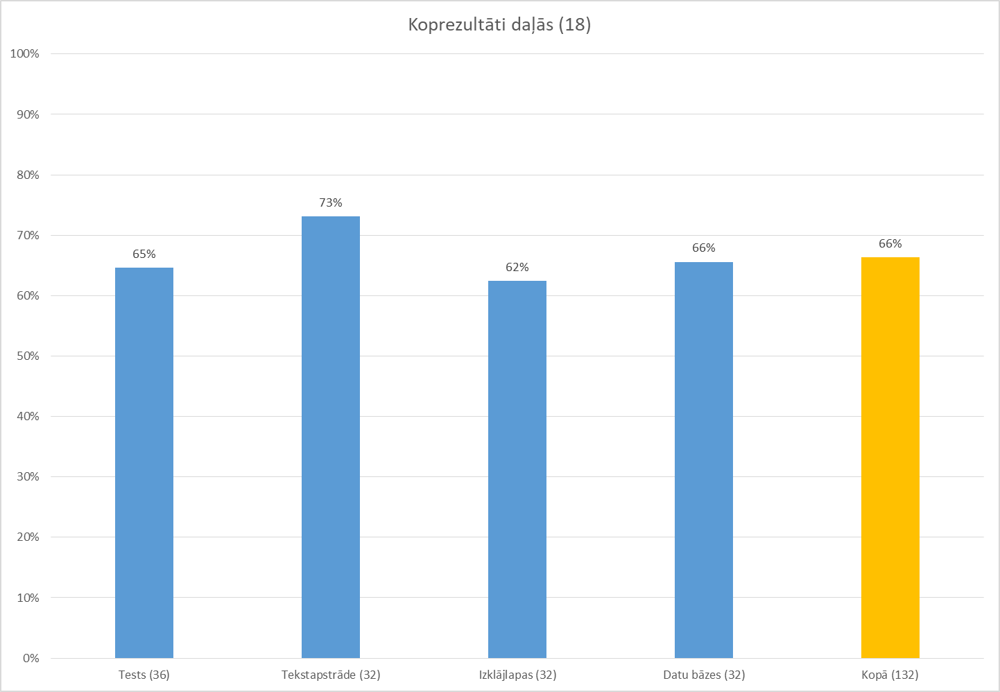 Koprezultāti daļās (18)
100%
90%
80%
70%
60%
50%
40%
30%
20%
10%
0%
65%
73%
62%
66%
66%
Tests (36)
Tekstapstrāde (32)
Izklājlapas (32)
Datu bāzes (32)
Kopā (132)